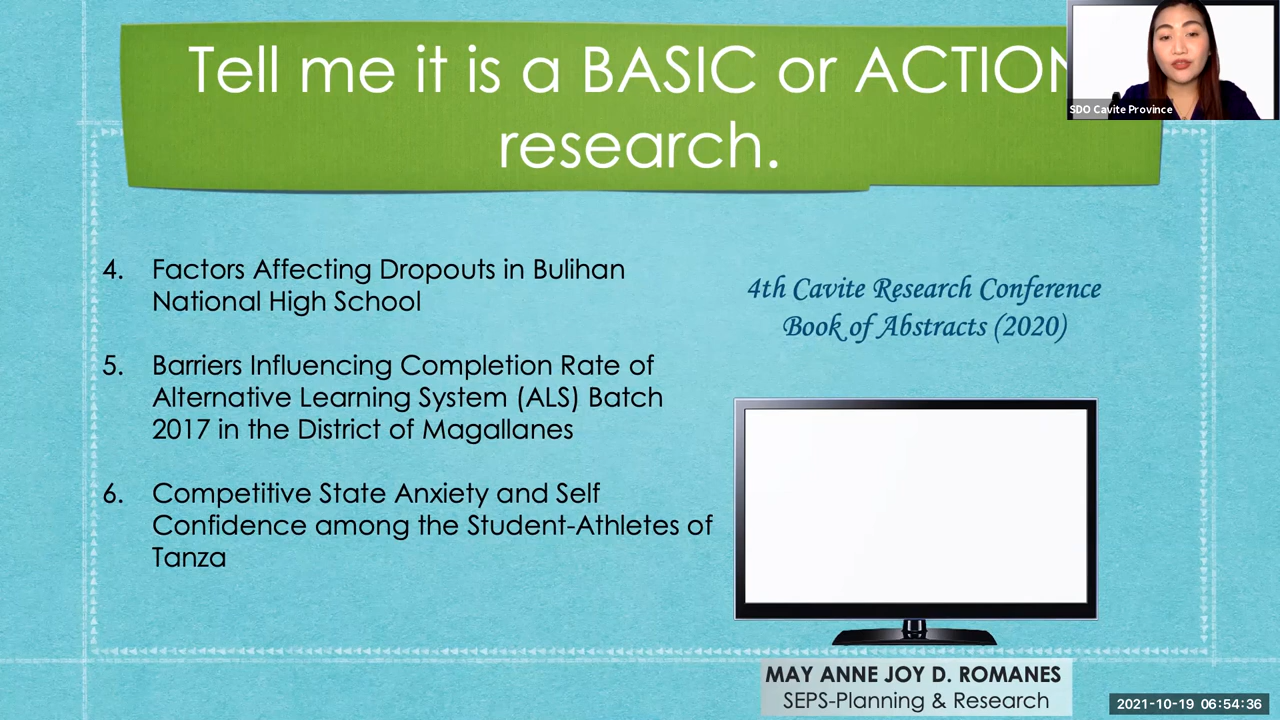 Tell me it is a BASIC or ACTION
research.
SDO Cavite Province
4. Factors Affecting Dropouts in Bulihan
National High School
5. Barriers Influencing Completion Rate of
Alternative Learning System (ALS) Batch
2017 in the District of Magallanes
6. Competitive State Anxiety and Self
Confidence among the Student-Athletes of
Tanza
4th Cavite Research Conference
Book of Abstracts (2020)
MAY ANNE JOY D. ROMANES
SEPS-Planning & Research
2021-10-19 06:54:36